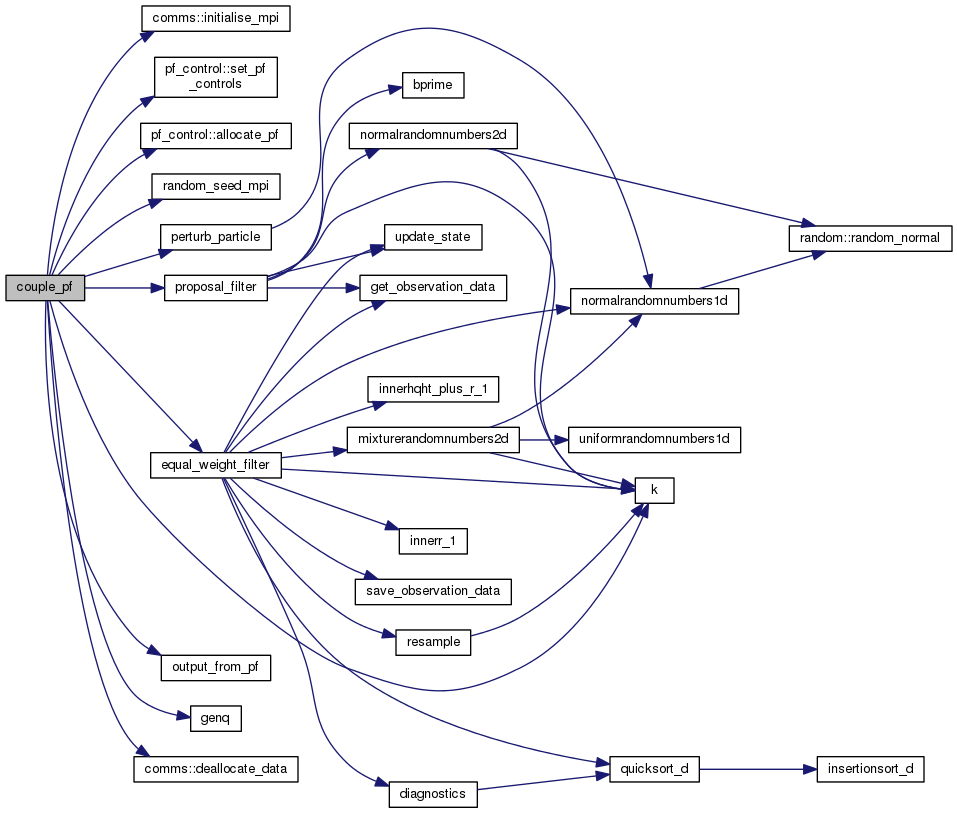 comms::initialise_mpi
pf_control::set_pf
_controls
bprime
pf_control::allocate_pf
normalrandomnumbers2d
random_seed_mpi
perturb_particle
update_state
random::random_normal
couple_pf
proposal_filter
get_observation_data
normalrandomnumbers1d
innerhqht_plus_r_1
mixturerandomnumbers2d
uniformrandomnumbers1d
equal_weight_filter
k
innerr_1
save_observation_data
resample
output_from_pf
genq
comms::deallocate_data
quicksort_d
insertionsort_d
diagnostics